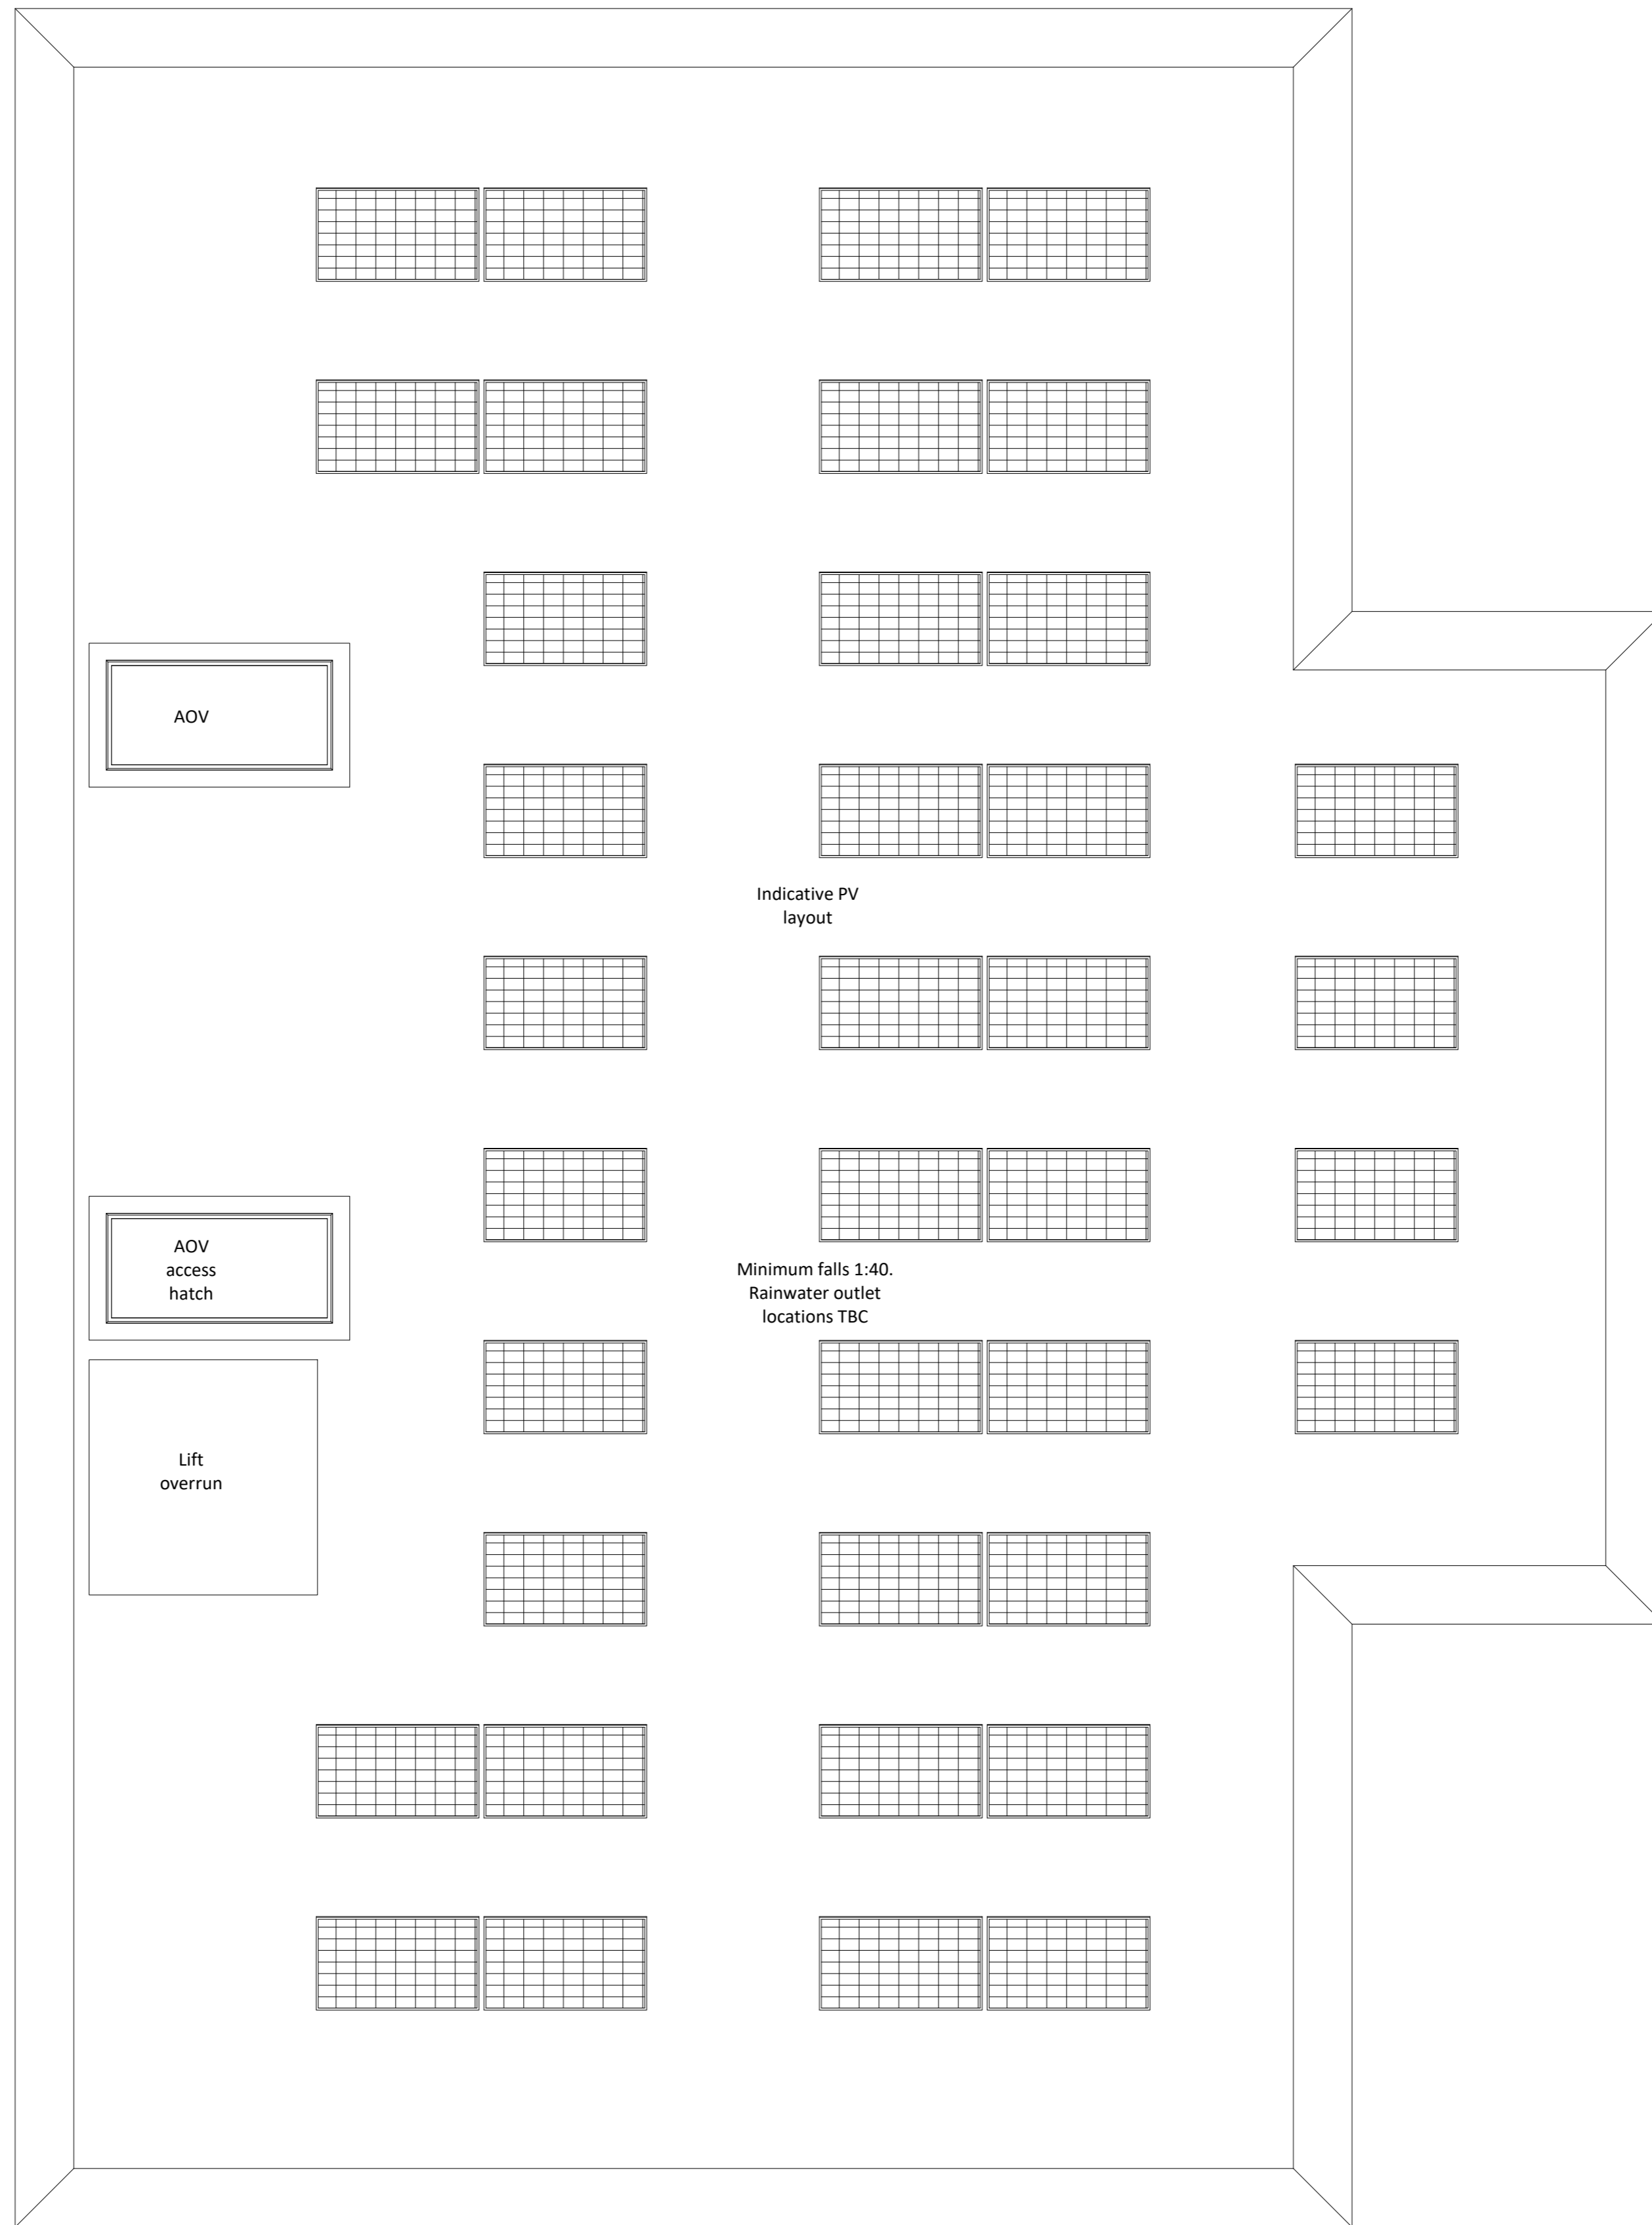 AOV
Indicative PV
layout
AOV
access
hatch
Minimum falls 1:40.
Rainwater outlet
locations TBC
Lift
overrun